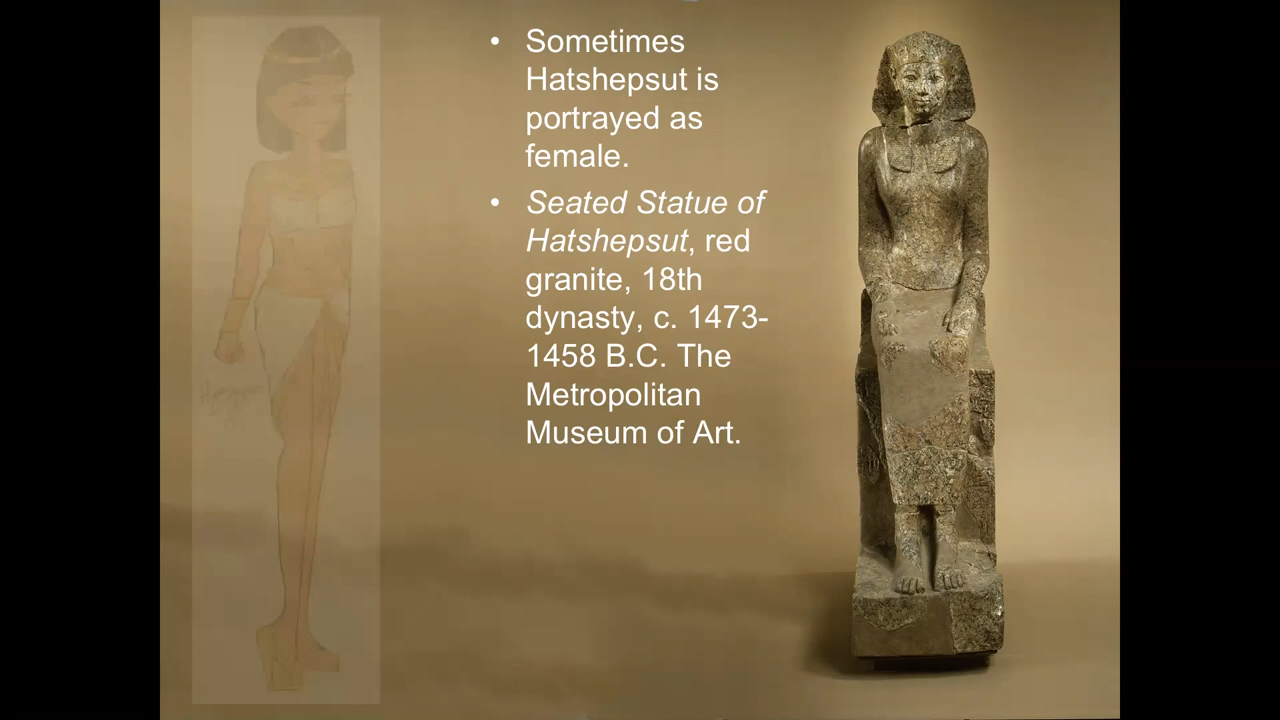 • Sometimes
Hatshepsut is
portrayed as
female.
• Seated Statue of
Hatshepsut, red
granite, 18th
dynasty, c. 1473-
1458 B.C. The
Metropolitan
Museum of Art.